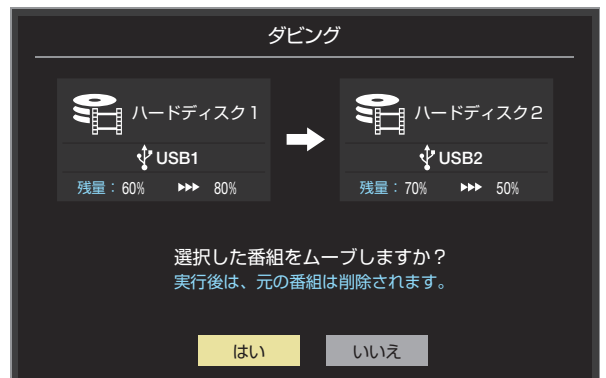 ダビング
ハードディスク1
USB1
残量：60% ▸▸▸ 80%
ハードディスク2
USB2
残量：70% ▸▸▸ 50%
選択した番組をムーブしますか？
実行後は、元の番組は削除されます。
はい
いいえ